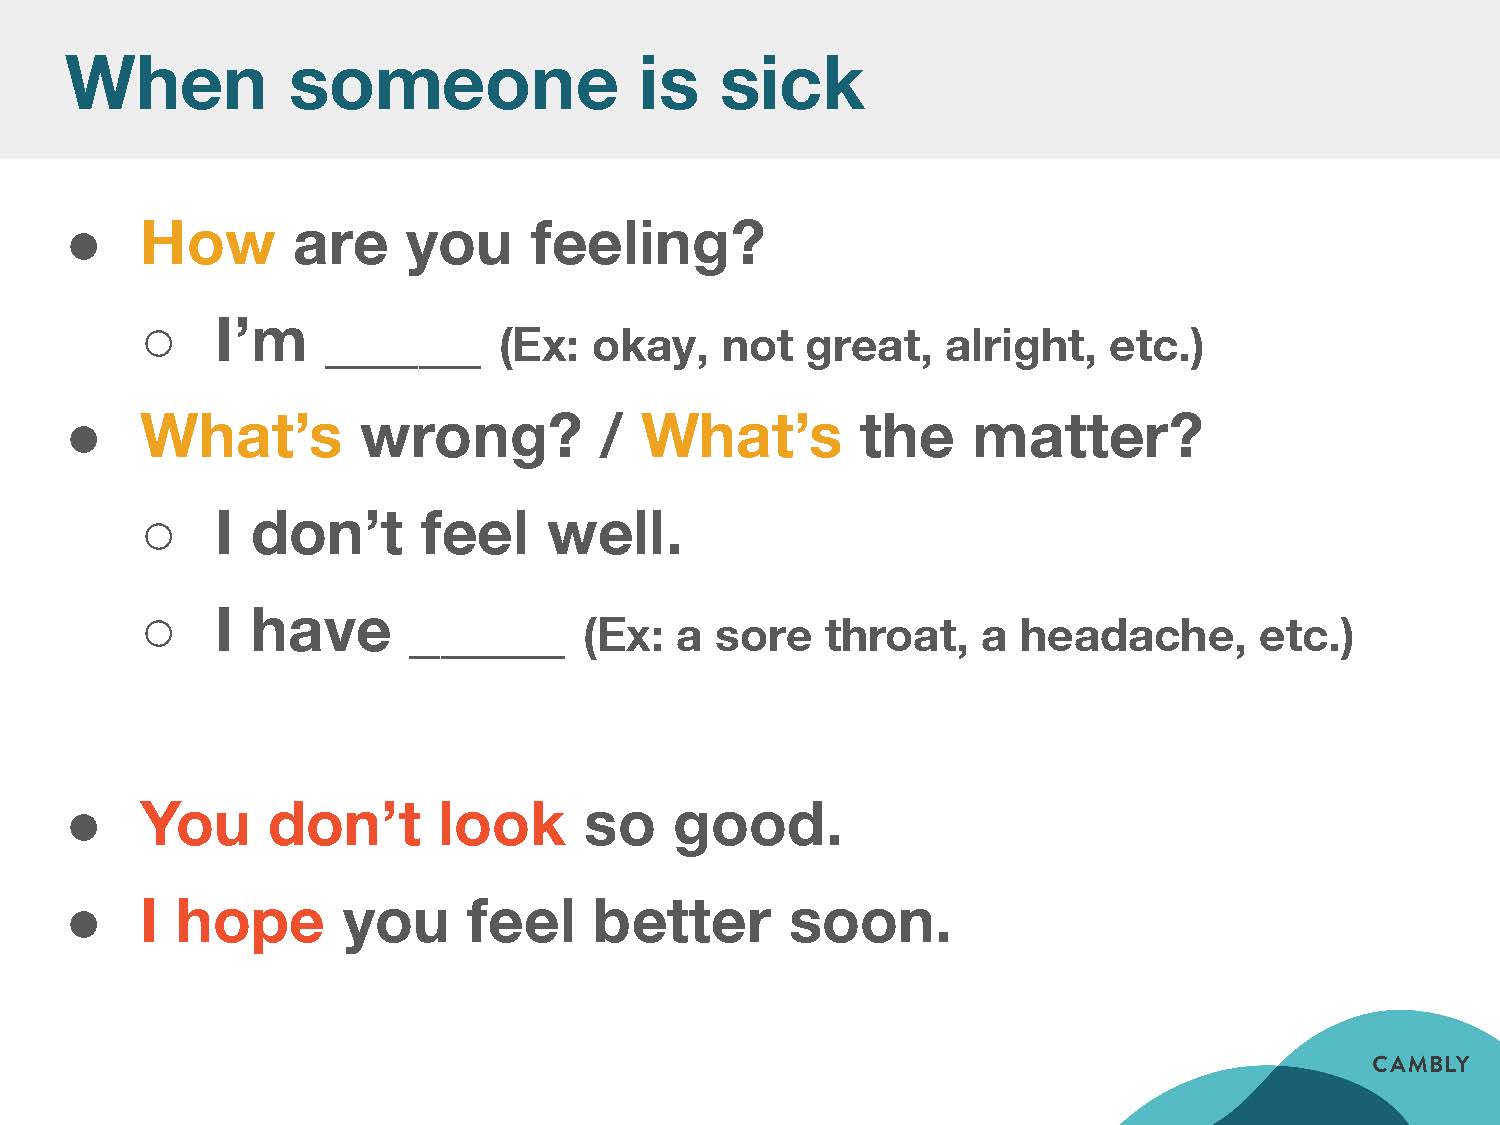 When someone is sick
● How are you feeling?
○ I’m ______ (Ex: okay, not great, alright, etc.)
● What’s wrong? / What’s the matter?
○ I don’t feel well.
○ I have ______ (Ex: a sore throat, a headache, etc.)
● You don’t look so good.
● I hope you feel better soon.
CAMBLY